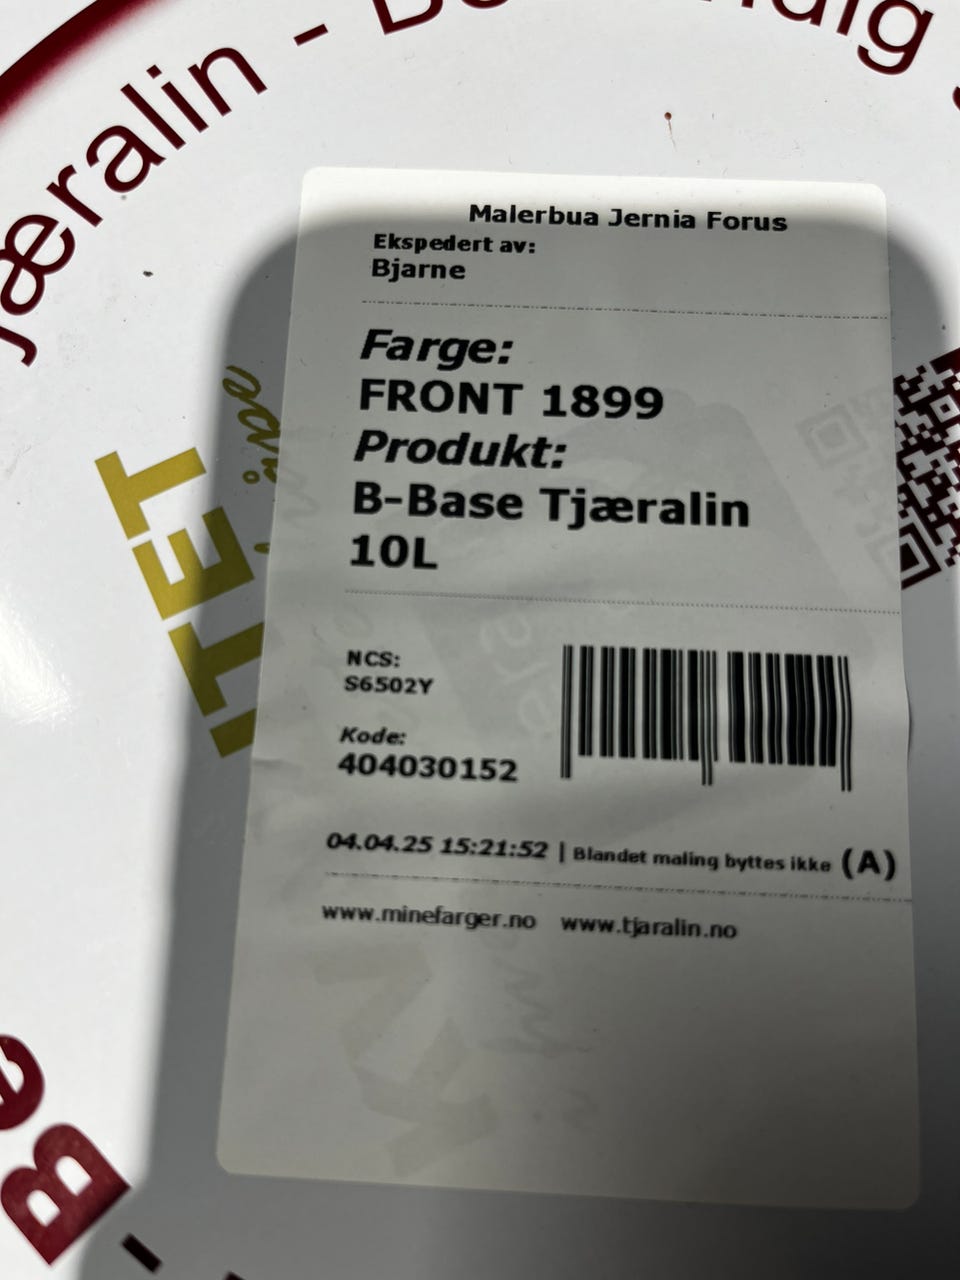 Tjæralin -
Malerbua Jernia Forus
Ekspedert av:
Bjarne
Farge:
FRONT 1899
Produkt:
B-Base Tjæralin
10L
NCS:
S6502Y
Kode:
404030152
04.04.25 15:21:52 | Blandet maling byttes ikke (A)
www.minefarger.no www.tjaralin.no